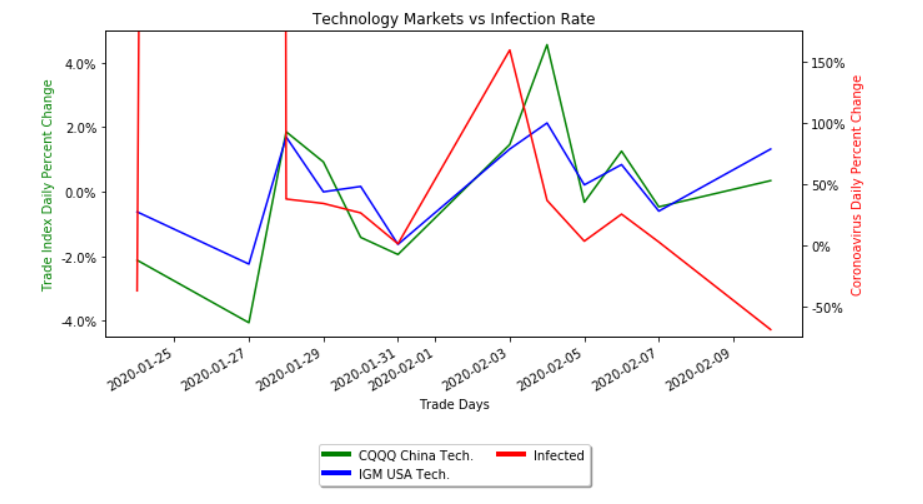 Technology Markets vs Infection Rate
4.0%
2.0%
0.0%
-2.0%
-4.0%
Trade Index Daily Percent Change
150%
100%
50%
0%
-50%
Coronoavirus Daily Percent Change
2020-01-25
2020-01-27
2020-01-29
2020-01-31
2020-02-01
2020-02-03
2020-02-05
2020-02-07
2020-02-09
Trade Days
CQQQ China Tech.
IGM USA Tech.
Infected